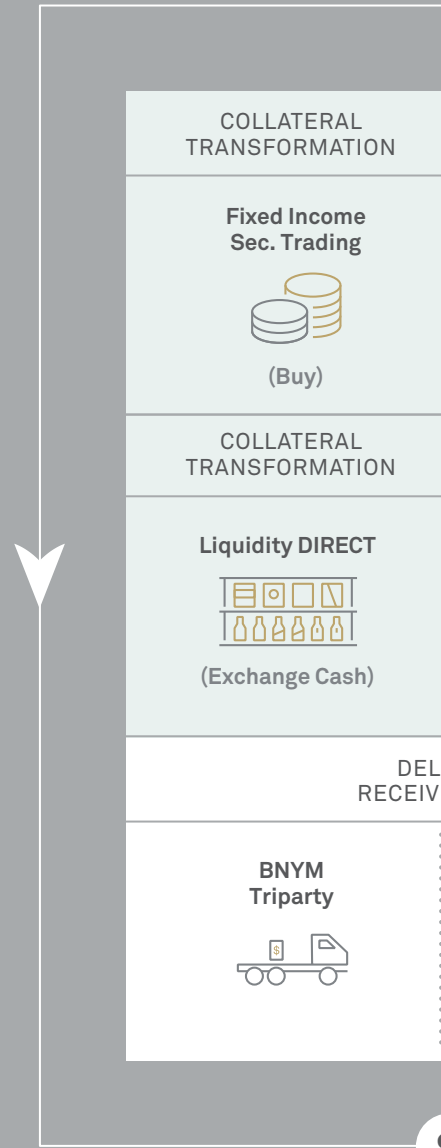 COLLATERAL
TRANSFORMATION
Fixed Income
Sec. Trading
(Buy)
COLLATERAL
TRANSFORMATION
Liquidity DIRECT
(Exchange Cash)
DEL
RECEIV
BNYM
Triparty
$